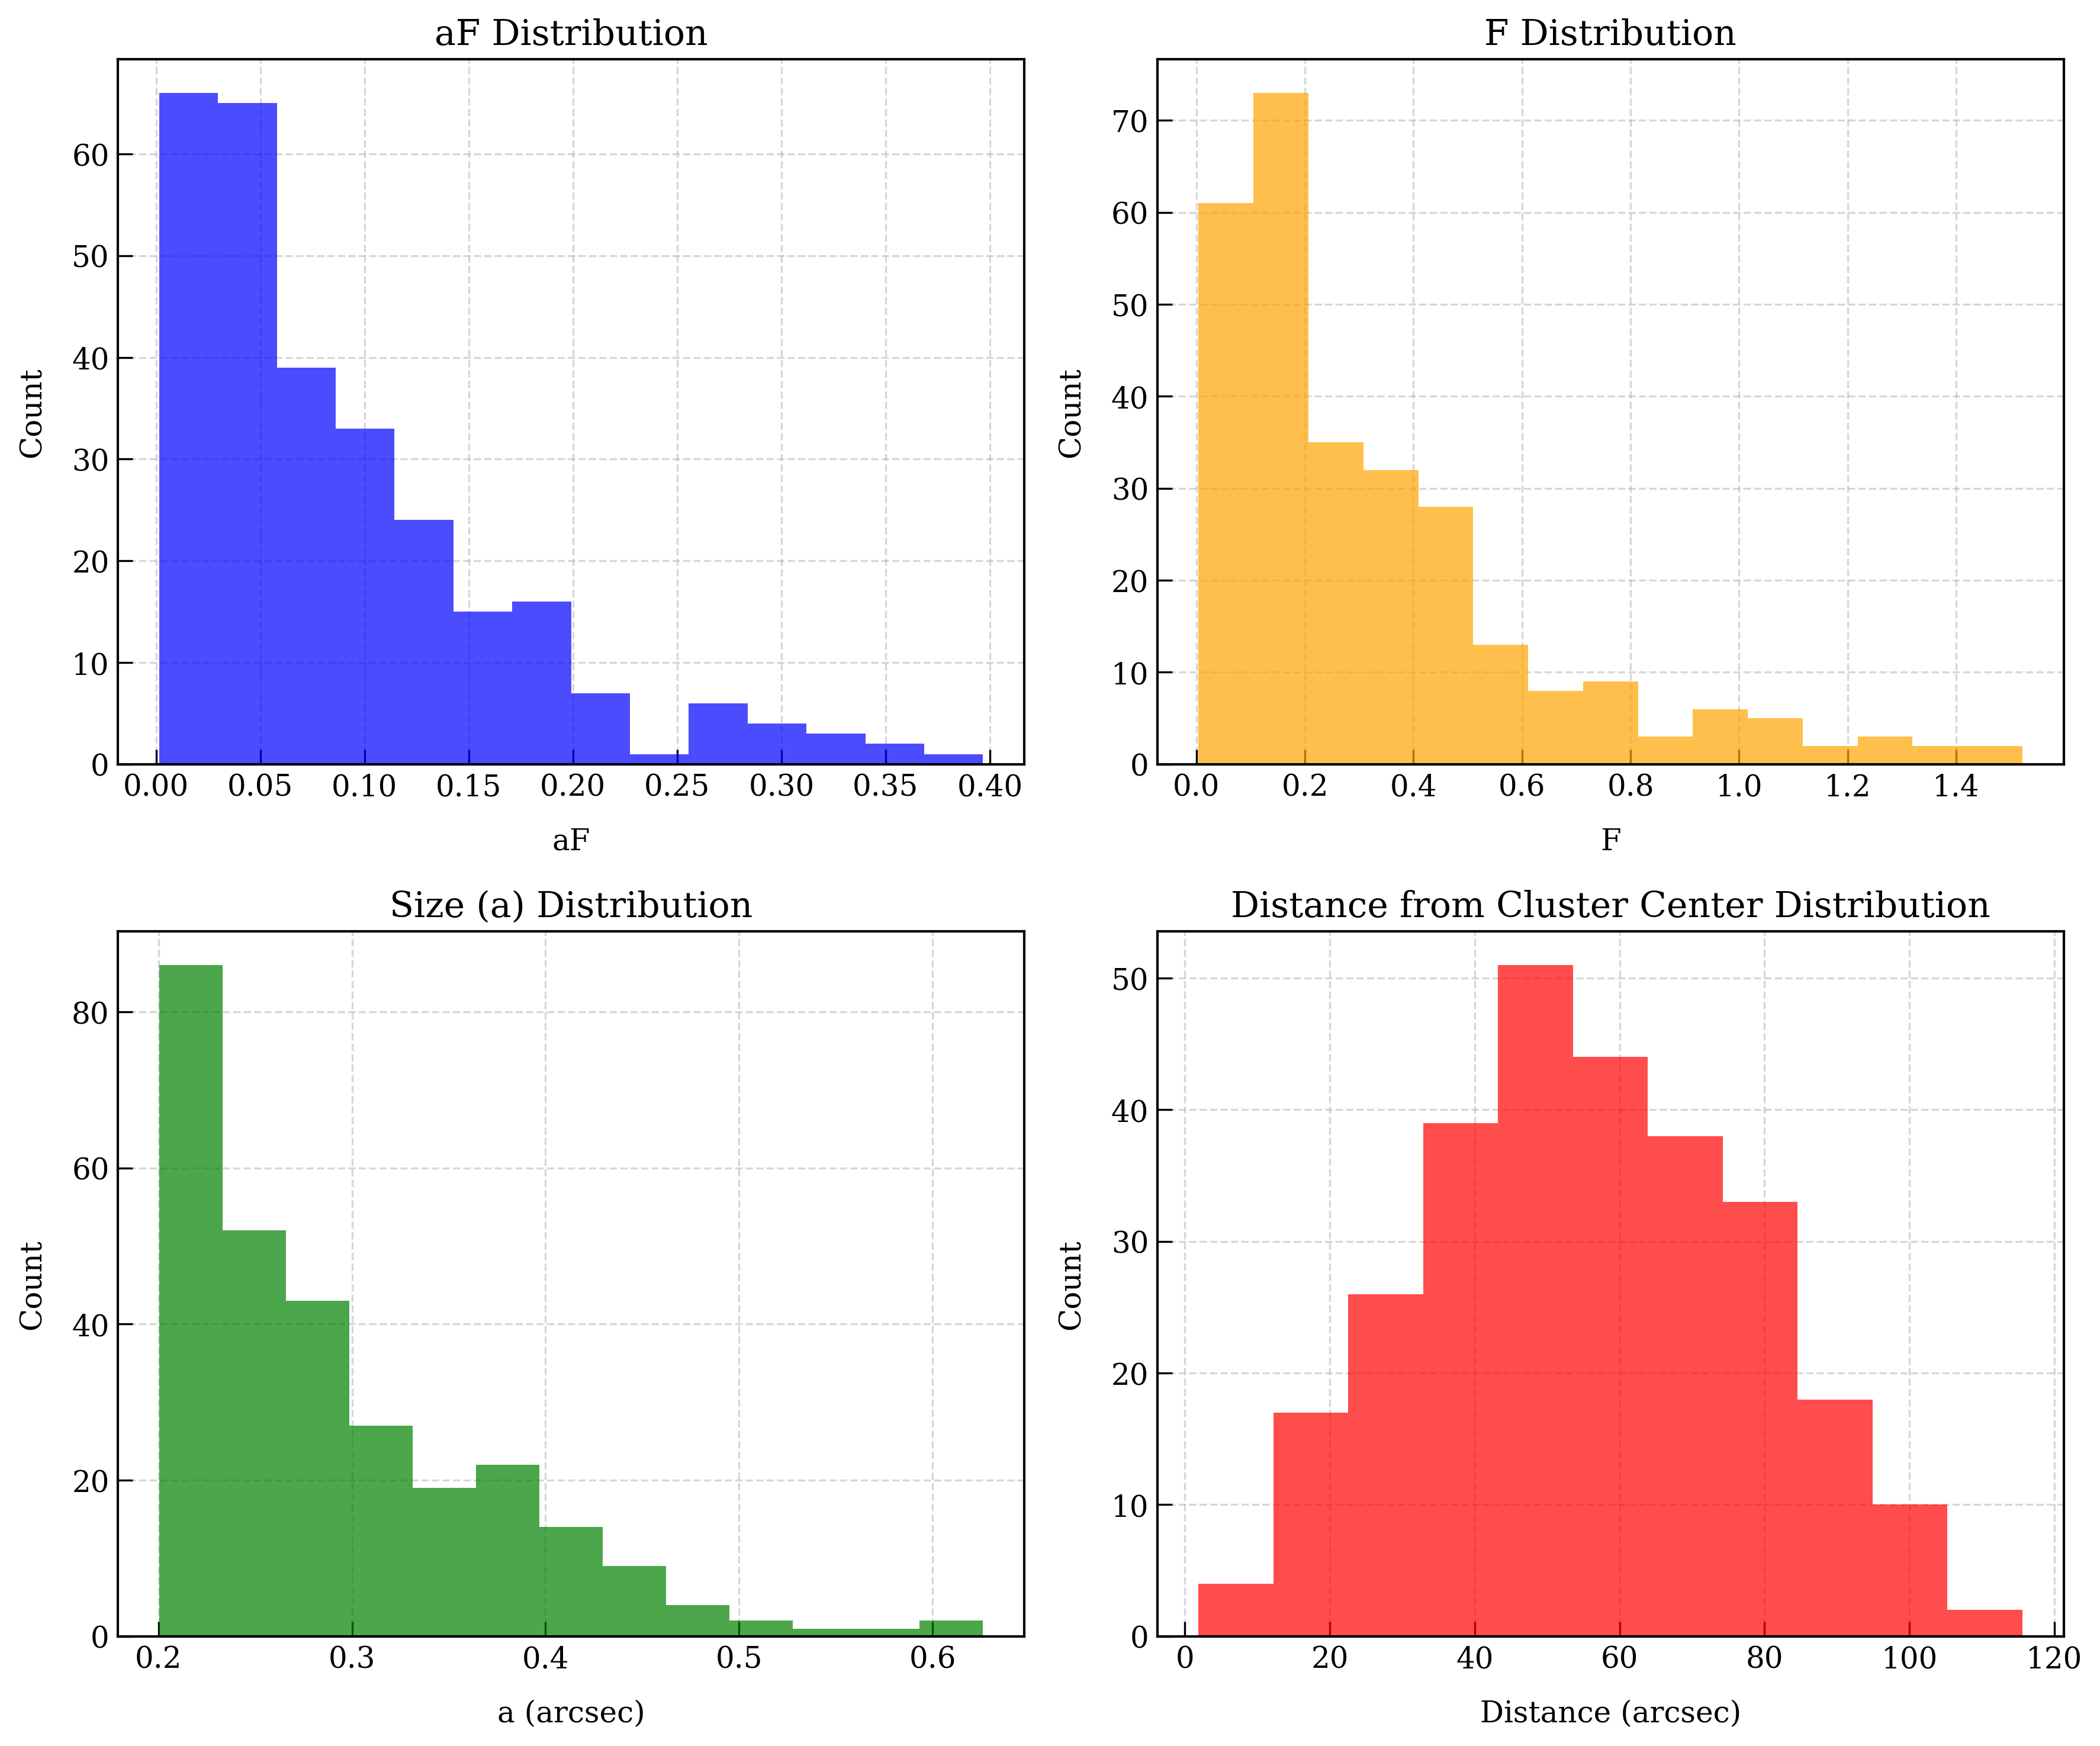 aF Distribution
Count
60
50
40
30
20
10
0
0.00 0.05 0.10 0.15 0.20 0.25 0.30 0.35 0.40
aF
F Distribution
Count
70
60
50
40
30
20
10
0
0.0 0.2 0.4 0.6 0.8 1.0 1.2 1.4
F
Size (a) Distribution
Count
80
60
40
20
0
0.2 0.3 0.4 0.5 0.6
a (arcsec)
Distance from Cluster Center Distribution
Count
50
40
30
20
10
0
0 20 40 60 80 100 120
Distance (arcsec)